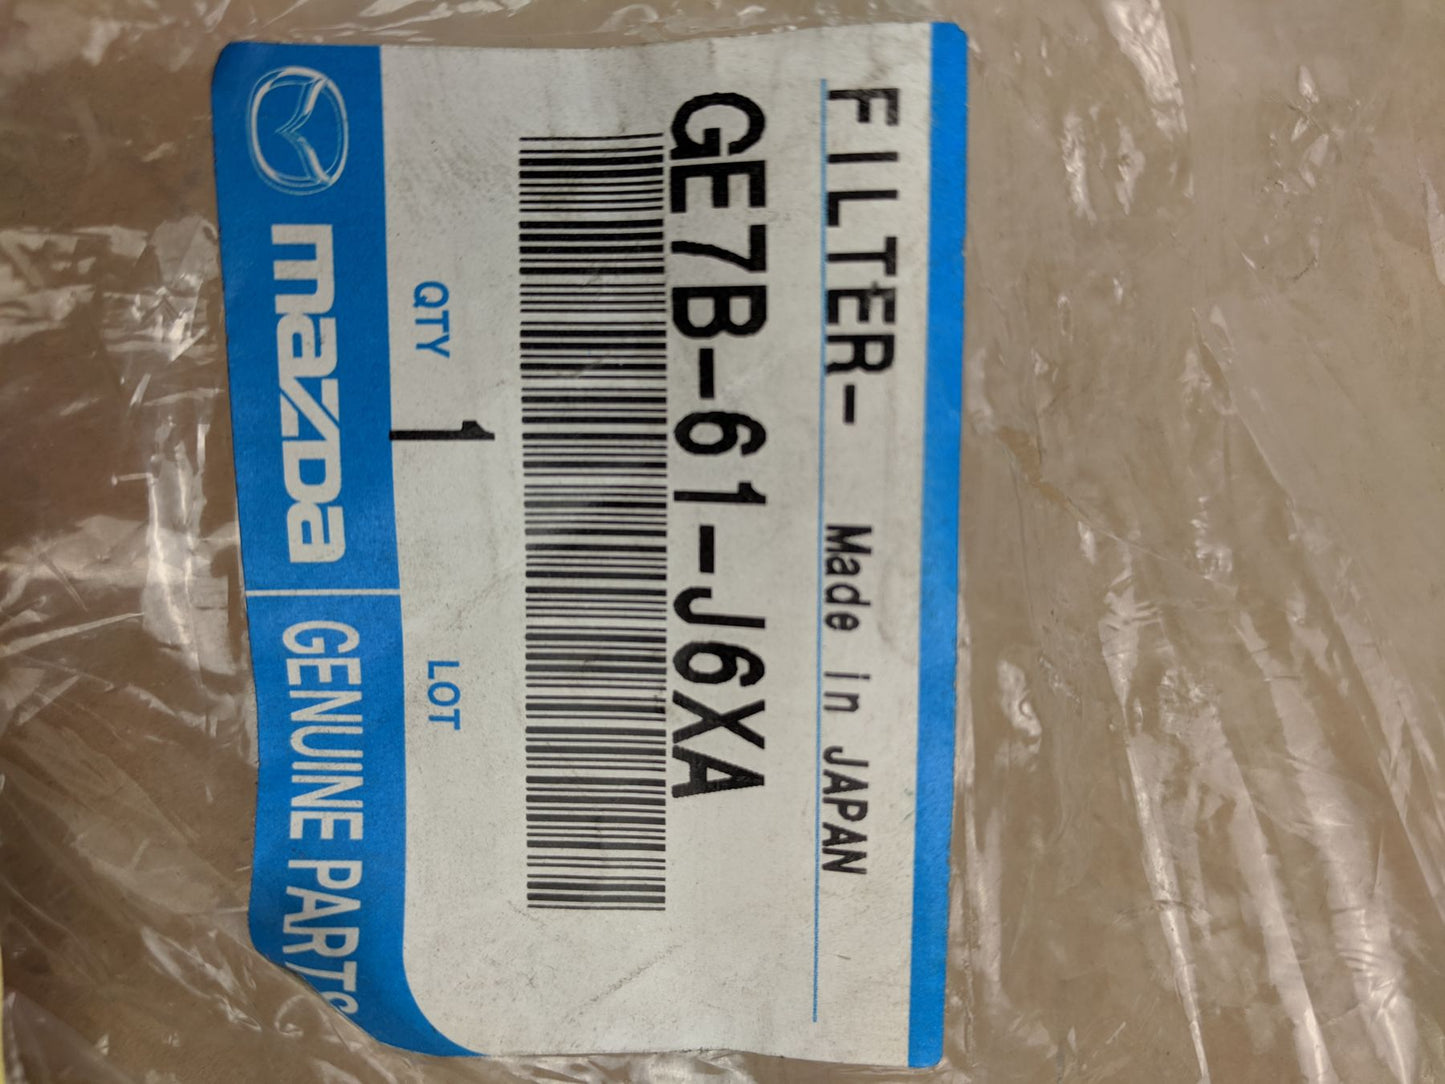 FILTER- Made in JAPAN
GE7B-61-J6XA
QTY 1 LOT
mazda GENUINE PARTS